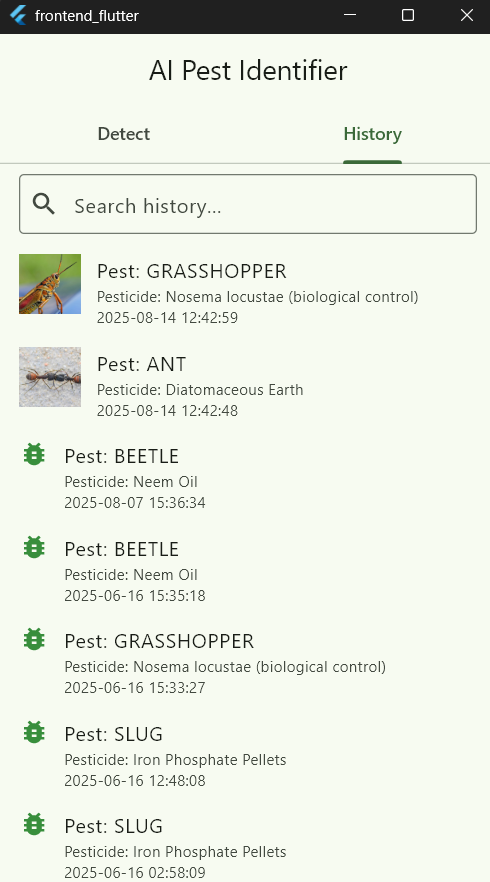 frontend_flutter
AI Pest Identifier
Detect
History
Search history...
Pest: GRASSHOPPER
Pesticide: Nosema locustae (biological control)
2025-08-14 12:42:59
Pest: ANT
Pesticide: Diatomaceous Earth
2025-08-14 12:42:48
Pest: BEETLE
Pesticide: Neem Oil
2025-08-07 15:36:34
Pest: BEETLE
Pesticide: Neem Oil
2025-06-16 15:35:18
Pest: GRASSHOPPER
Pesticide: Nosema locustae (biological control)
2025-06-16 15:33:27
Pest: SLUG
Pesticide: Iron Phosphate Pellets
2025-06-16 12:48:08
Pest: SLUG
Pesticide: Iron Phosphate Pellets
2025-06-16 02:58:09